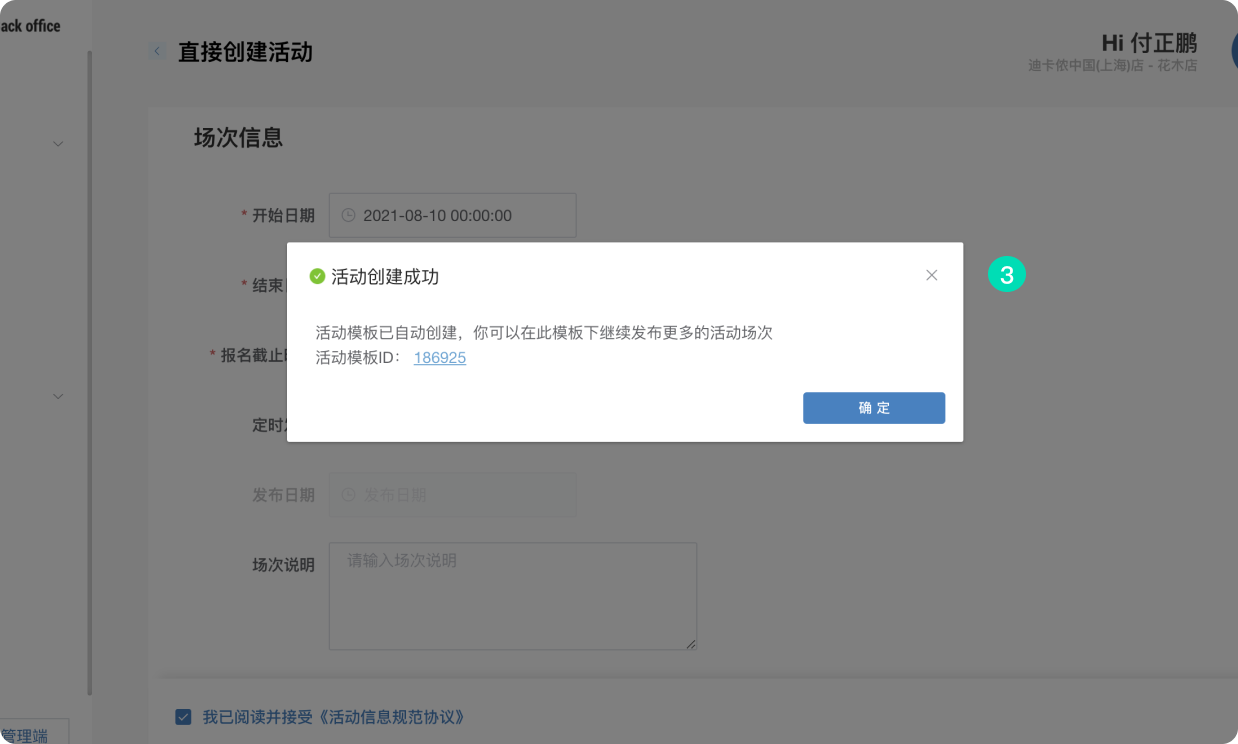 ack office
直接创建活动
Hi 付正鹏
迪卡侬中国(上海)店 - 花木店
场次信息
* 开始日期
2021-08-10 00:00:00
活动创建成功
3
* 结束
活动模板已自动创建，你可以在此模板下继续发布更多的活动场次
* 报名截止
活动模板ID： 186925
确 定
定时
发布日期
发布日期
场次说明
请输入场次说明
我已阅读并接受《活动信息规范协议》
管理端